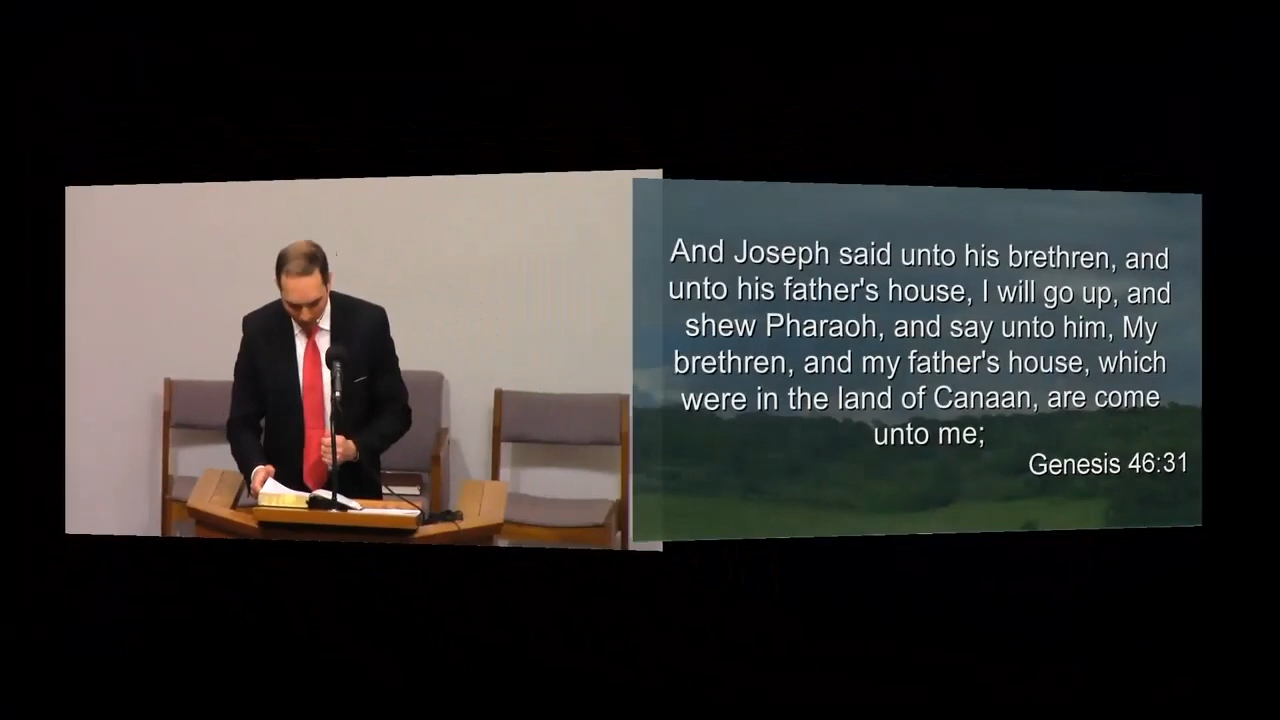 And Joseph said unto his brethren, and
unto his father's house, I will go up, and
shew Pharaoh, and say unto him, My
brethren, and my father's house, which
were in the land of Canaan, are come
unto me;
Genesis 46:31